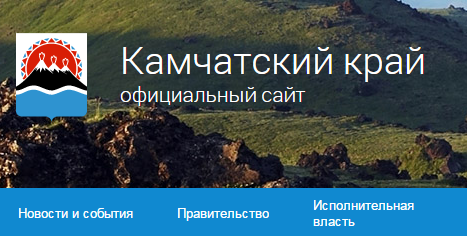 Камчатский край
официальный сайт
Новости и события
Правительство
Исполнительная
власть